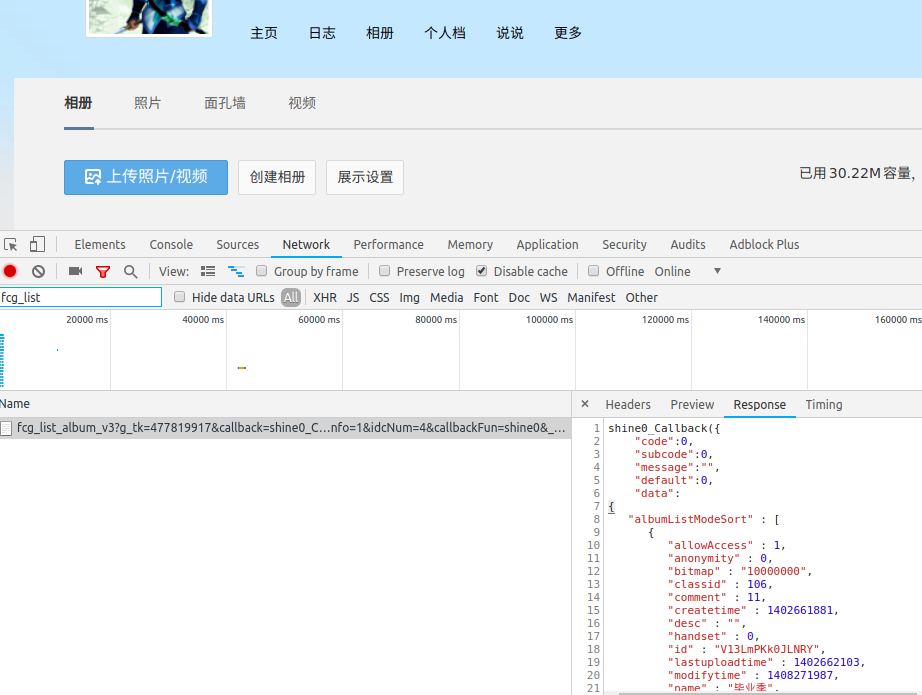 主页 日志 相册 个人档 说说 更多
相册 照片 面孔墙 视频
上传照片/视频 创建相册 展示设置 已用30.22M容量,
Elements Console Sources Network Performance Memory Application Security Audits Adblock Plus
View: Group by frame Preserve log Disable cache Offline Online
fcg_list Hide data URLs All XHR JS CSS Img Media Font Doc WS Manifest Other
20000 ms 40000 ms 60000 ms 80000 ms 100000 ms 120000 ms 140000 ms 160000 ms
Name × Headers Preview Response Timing
fcg_list_album_v3?g_tk=477819917&callback=shine0_C…nfo=1&idcNum=4&callbackFun=shine0&_…
1 shine0_Callback({
2 "code":0,
3 "subcode":0,
4 "message":"",
5 "default":0,
6 "data":
7 {
8 "albumListModeSort" : [
9 {
10 "allowAccess" : 1,
11 "anonymity" : 0,
12 "bitmap" : "10000000",
13 "classid" : 106,
14 "comment" : 11,
15 "createtime" : 1402661881,
16 "desc" : "",
17 "handset" : 0,
18 "id" : "V13LmPKk0JLNRY",
19 "lastuploadtime" : 1402662103,
20 "modifytime" : 1408271987,
21 "name" : "毕业季",